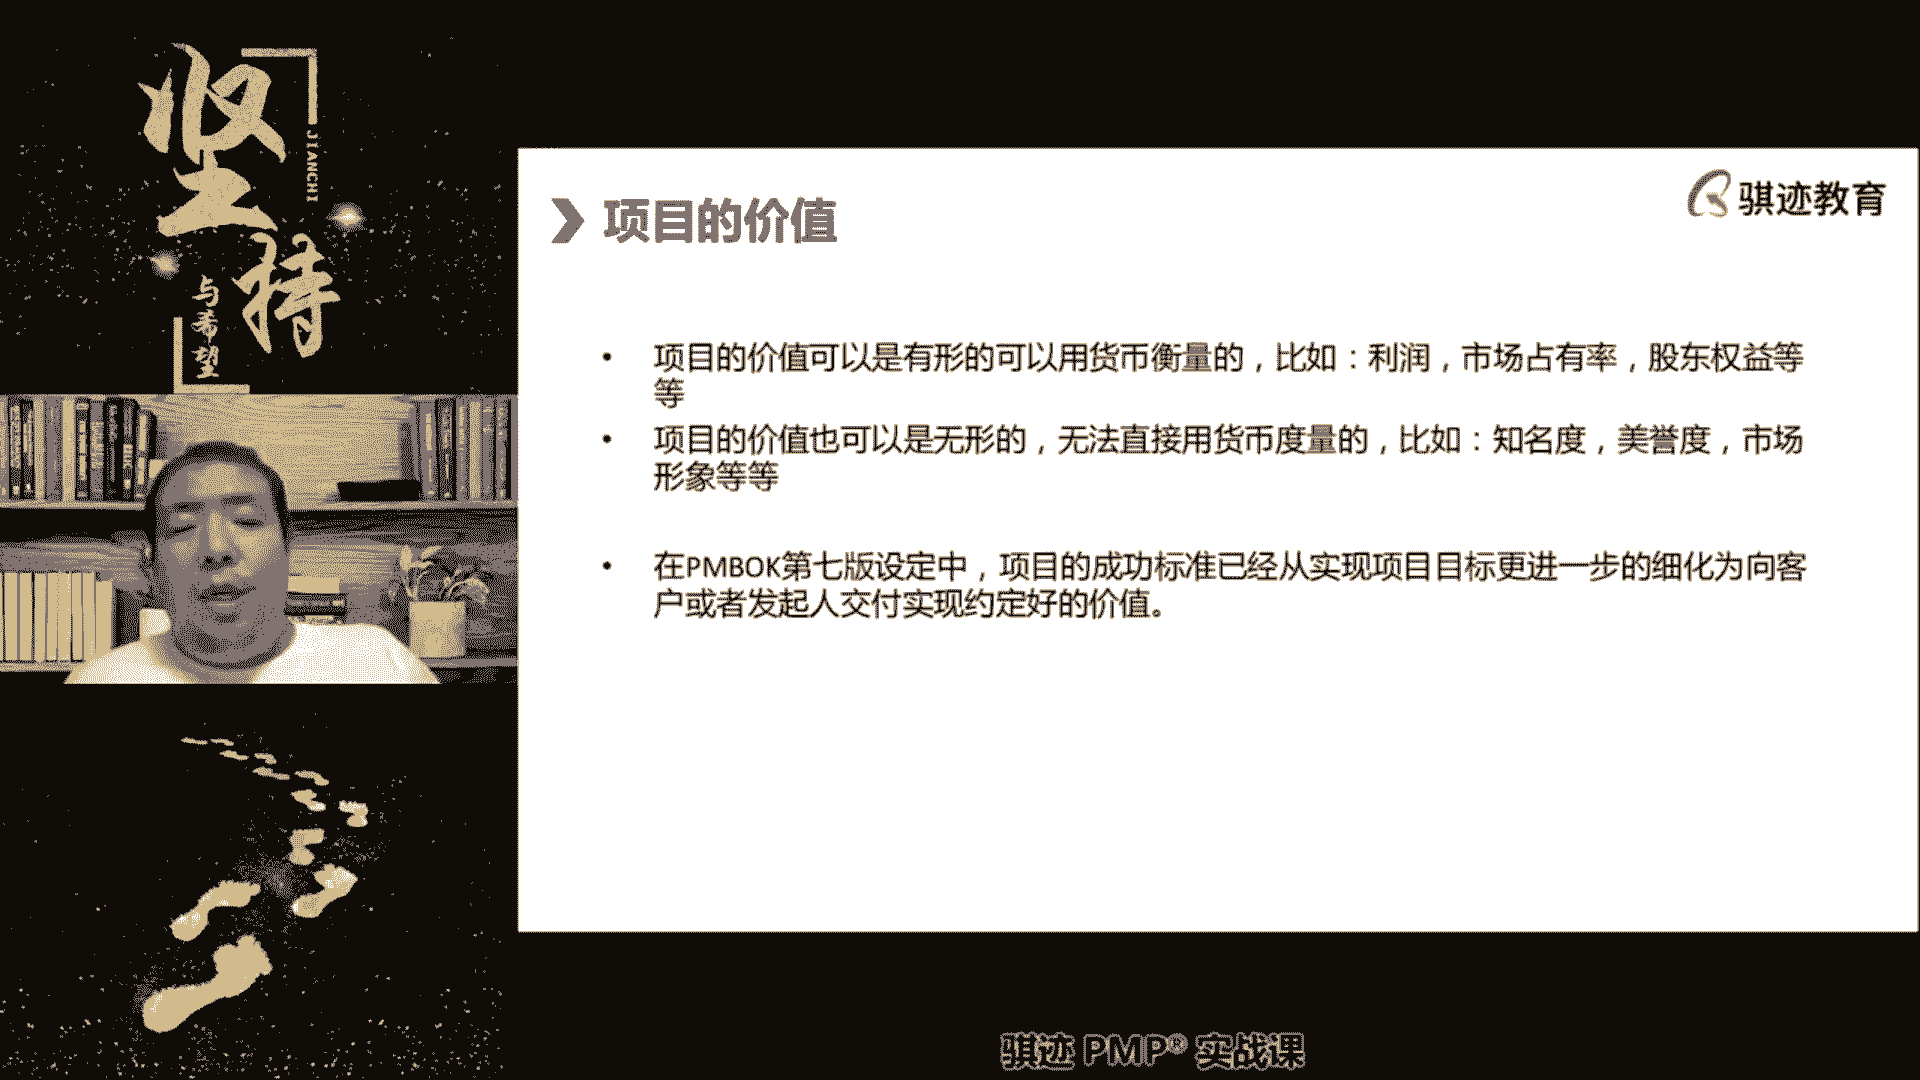 坚持
JIANCHI
与希望
骐迹教育
项目的价值
• 项目的价值可以是有形的可以用货币衡量的，比如：利润，市场占有率，股东权益等
等
• 项目的价值也可以是无形的，无法直接用货币度量的，比如：知名度，美誉度，市场
形象等等
• 在PMBOK第七版设定中，项目的成功标准已经从实现项目目标更进一步的细化为向客
户或者发起人交付实现约定好的价值。
骐迹 PMP® 实战课